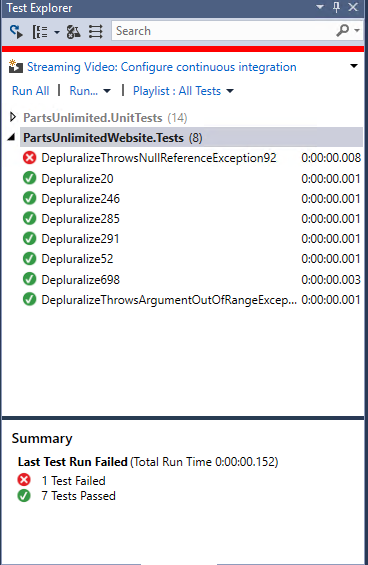 Test Explorer
Search
Streaming Video: Configure continuous integration
Run All | Run... | Playlist : All Tests
PartsUnlimited.UnitTests (14)
PartsUnlimitedWebsite.Tests (8)
DepluralizeThrowsNullReferenceException92 0:00:00.008
Depluralize20 0:00:00.001
Depluralize246 0:00:00.001
Depluralize285 0:00:00.001
Depluralize291 0:00:00.001
Depluralize52 0:00:00.001
Depluralize698 0:00:00.003
DepluralizeThrowsArgumentOutOfRangeExcep... 0:00:00.001
Summary
Last Test Run Failed (Total Run Time 0:00:00.152)
1 Test Failed
7 Tests Passed